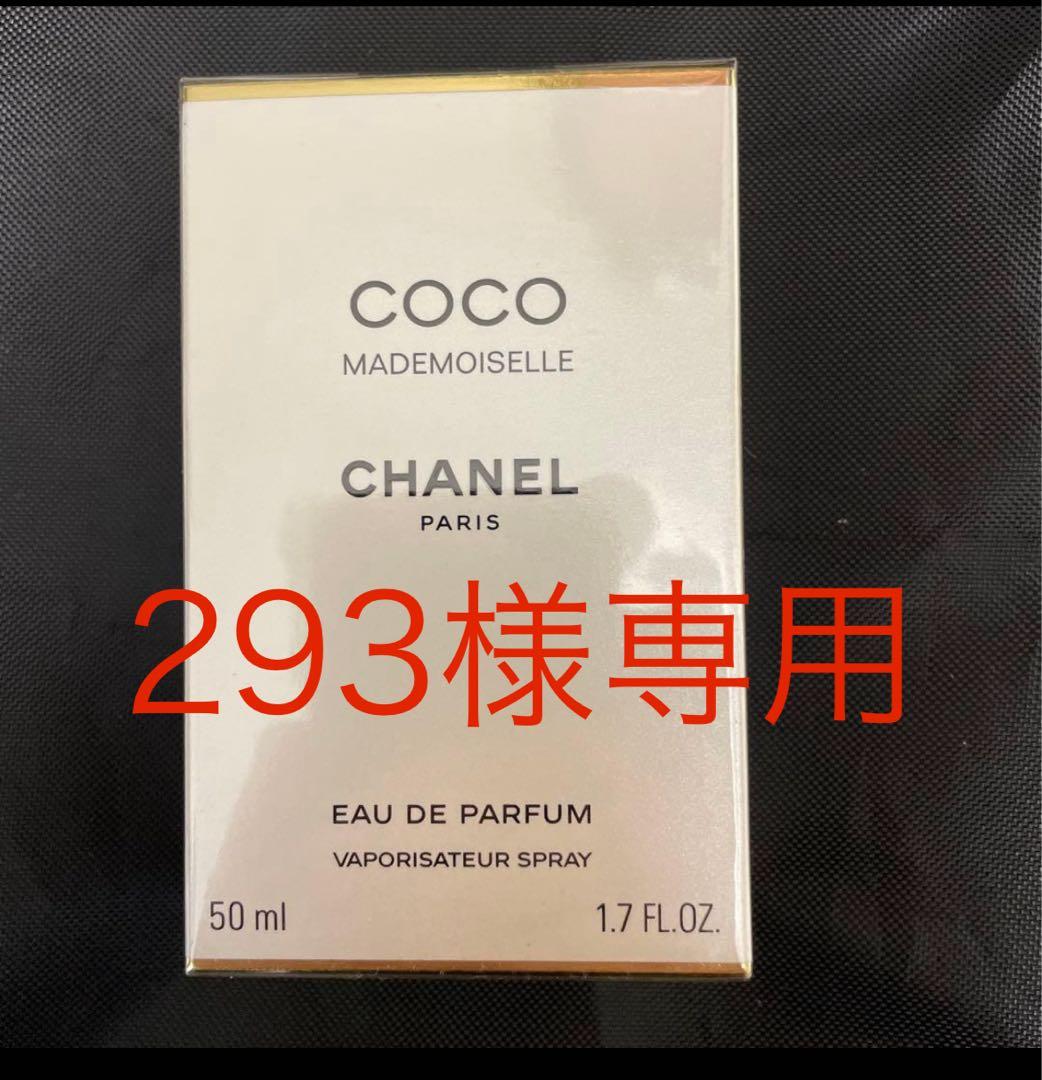 COCO
MADEMOISELLE
CHANEL
PARIS
293様専用
EAU DE PARFUM
VAPORISATEUR SPRAY
50 ml
1.7 FL.OZ.